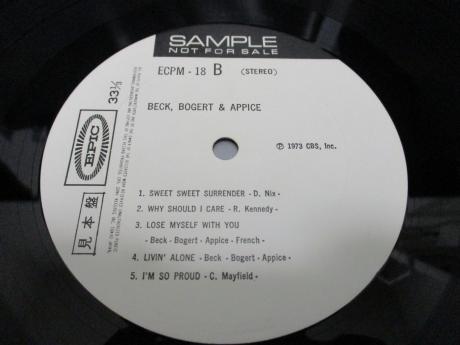 SAMPLE
NOT FOR SALE
ECPM - 18 B (STEREO)
33 1/3
BECK, BOGERT & APPICE
℗ 1973 CBS, Inc.
EPIC
見本盤
1. SWEET SWEET SURRENDER - D. Nix -
2. WHY SHOULD I CARE - R. Kennedy -
3. LOSE MYSELF WITH YOU
- Beck - Bogert - Appice - French -
4. LIVIN' ALONE - Beck - Bogert - Appice -
5. I'M SO PROUD - C. Mayfield -